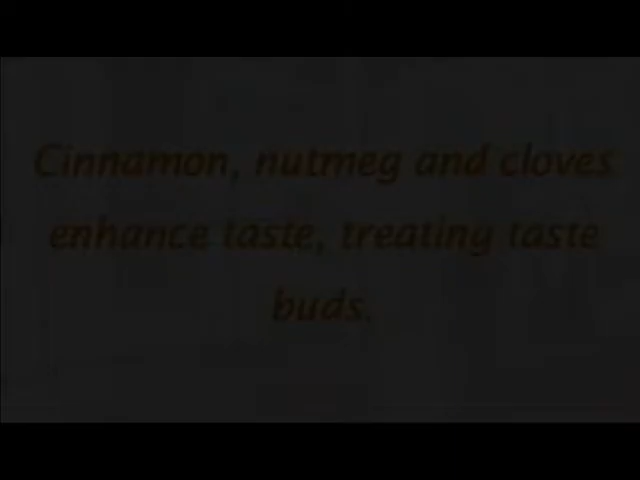 Cinnamon, nutmeg and cloves
enhance taste, treating taste
buds.